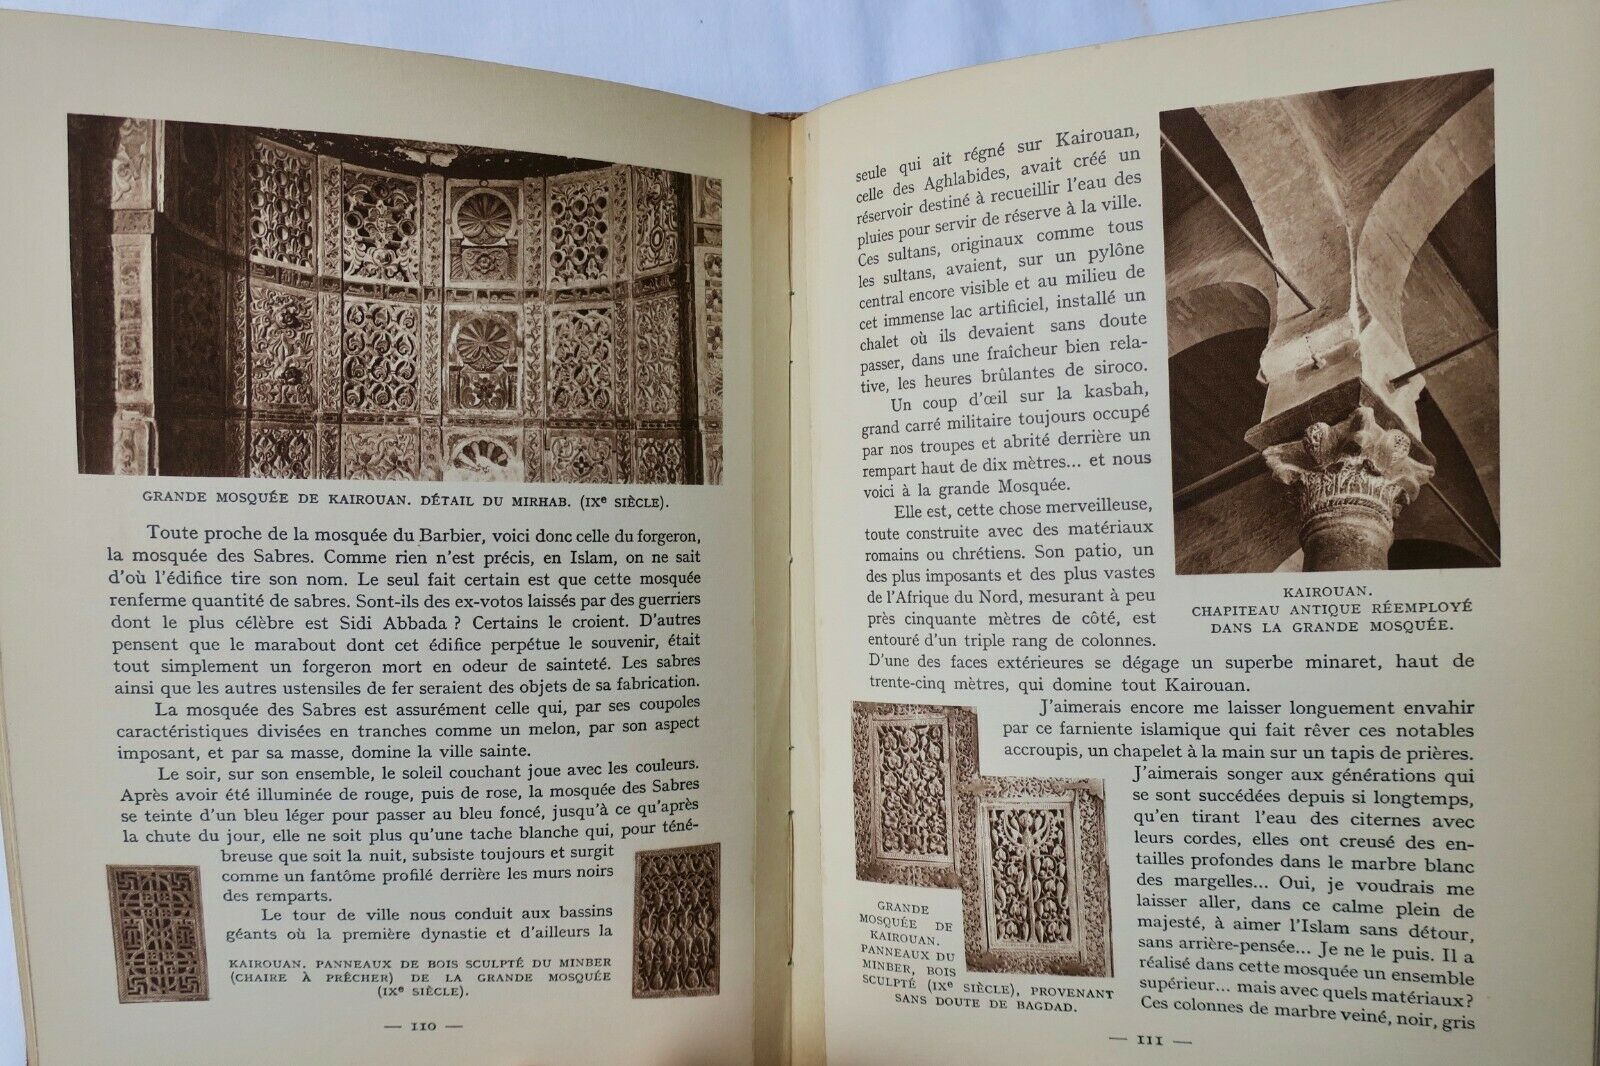 GRANDE MOSQUÉE DE KAIROUAN. DÉTAIL DU MIRHAB. (IXe SIÈCLE).
Toute proche de la mosquée du Barbier, voici donc celle du forgeron,
la mosquée des Sabres. Comme rien n'est précis, en Islam, on ne sait
d'où l'édifice tire son nom. Le seul fait certain est que cette mosquée
renferme quantité de sabres. Sont-ils des ex-votos laissés par des guerriers
dont le plus célèbre est Sidi Abbada ? Certains le croient. D'autres
pensent que le marabout dont cet édifice perpétue le souvenir, était
tout simplement un forgeron mort en odeur de sainteté. Les sabres
ainsi que les autres ustensiles de fer seraient des objets de sa fabrication.
La mosquée des Sabres est assurément celle qui, par ses coupoles
caractéristiques divisées en tranches comme un melon, par son aspect
imposant, et par sa masse, domine la ville sainte.
Le soir, sur son ensemble, le soleil couchant joue avec les couleurs.
Après avoir été illuminée de rouge, puis de rose, la mosquée des Sabres
se teinte d'un bleu léger pour passer au bleu foncé, jusqu'à ce qu'après
la chute du jour, elle ne soit plus qu'une tache blanche qui, pour téné-
breuse que soit la nuit, subsiste toujours et surgit
comme un fantôme profilé derrière les murs noirs
des remparts.
Le tour de ville nous conduit aux bassins
géants où la première dynastie et d'ailleurs la
KAIROUAN. PANNEAUX DE BOIS SCULPTÉ DU MINBER
(CHAIRE À PRÊCHER) DE LA GRANDE MOSQUÉE
(IXe SIÈCLE).
— 110 —
seule qui ait régné sur Kairouan,
celle des Aghlabides, avait créé un
réservoir destiné à recueillir l'eau des
pluies pour servir de réserve à la ville.
Ces sultans, originaux comme tous
les sultans, avaient, sur un pylône
central encore visible et au milieu de
cet immense lac artificiel, installé un
chalet où ils devaient sans doute
passer, dans une fraîcheur bien rela-
tive, les heures brûlantes de siroco.
Un coup d'œil sur la kasbah,
grand carré militaire toujours occupé
par nos troupes et abrité derrière un
rempart haut de dix mètres... et nous
voici à la grande Mosquée.
Elle est, cette chose merveilleuse,
toute construite avec des matériaux
romains ou chrétiens. Son patio, un
des plus imposants et des plus vastes
de l'Afrique du Nord, mesurant à peu
près cinquante mètres de côté, est
entouré d'un triple rang de colonnes.
D'une des faces extérieures se dégage un superbe minaret, haut de
trente-cinq mètres, qui domine tout Kairouan.
KAIROUAN.
CHAPITEAU ANTIQUE RÉEMPLOYÉ
DANS LA GRANDE MOSQUÉE.
J'aimerais encore me laisser longuement envahir
par ce farniente islamique qui fait rêver ces notables
accroupis, un chapelet à la main sur un tapis de prières.
J'aimerais songer aux générations qui
se sont succédées depuis si longtemps,
qu'en tirant l'eau des citernes avec
leurs cordes, elles ont creusé des en-
tailles profondes dans le marbre blanc
des margelles... Oui, je voudrais me
laisser aller, dans ce calme plein de
majesté, à aimer l'Islam sans détour,
sans arrière-pensée... Je ne le puis. Il a
réalisé dans cette mosquée un ensemble
supérieur... mais avec quels matériaux ?
Ces colonnes de marbre veiné, noir, gris
GRANDE
MOSQUÉE DE
KAIROUAN.
PANNEAUX DU
MINBER, BOIS
SCULPTÉ (IXe SIÈCLE), PROVENANT
SANS DOUTE DE BAGDAD.
— 111 —